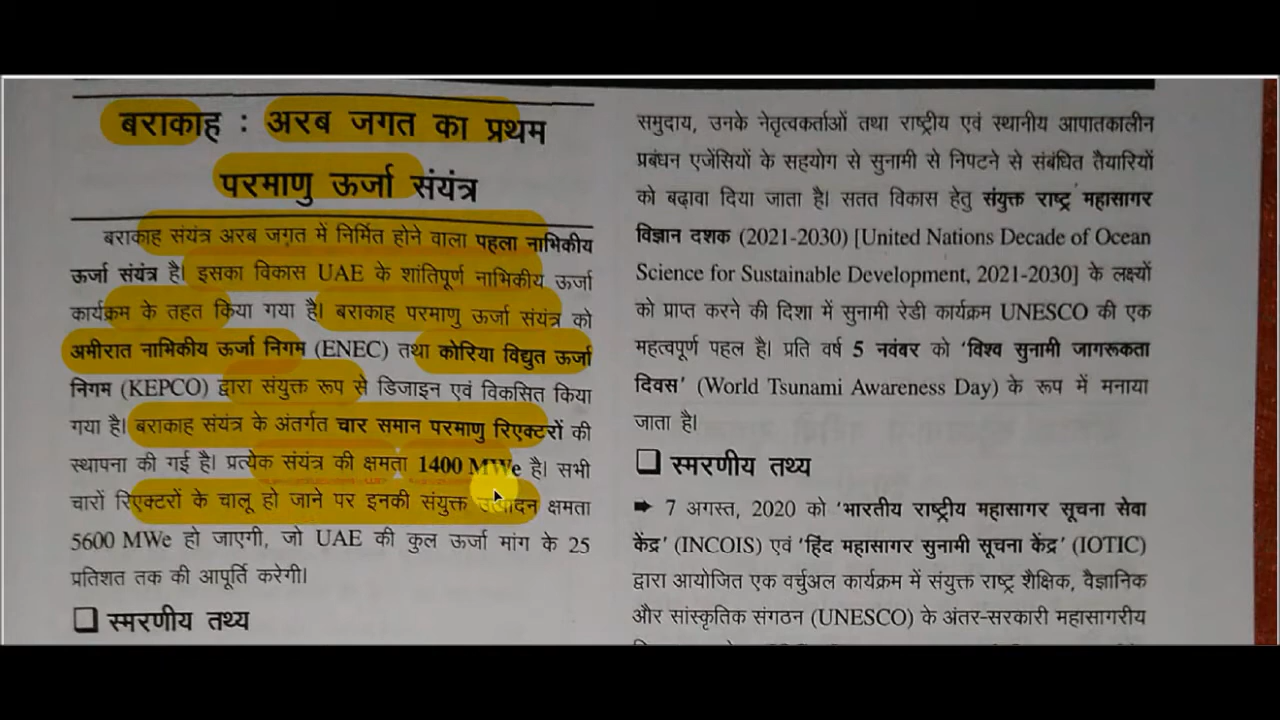 बराकाह : अरब जगत का प्रथम
परमाणु ऊर्जा संयंत्र
बराकाह संयंत्र अरब जगत में निर्मित होने वाला पहला नाभिकीय
ऊर्जा संयंत्र है। इसका विकास UAE के शांतिपूर्ण नाभिकीय ऊर्जा
कार्यक्रम के तहत किया गया है। बराकाह परमाणु ऊर्जा संयंत्र को
अमीरात नाभिकीय ऊर्जा निगम (ENEC) तथा कोरिया विद्युत ऊर्जा
निगम (KEPCO) द्वारा संयुक्त रूप से डिजाइन एवं विकसित किया
गया है। बराकाह संयंत्र के अंतर्गत चार समान परमाणु रिएक्टरों की
स्थापना की गई है। प्रत्येक संयंत्र की क्षमता 1400 MWe है। सभी
चारों रिएक्टरों के चालू हो जाने पर इनकी संयुक्त उत्पादन क्षमता
5600 MWe हो जाएगी, जो UAE की कुल ऊर्जा मांग के 25
प्रतिशत तक की आपूर्ति करेगी।
स्मरणीय तथ्य
समुदाय, उनके नेतृत्वकर्ताओं तथा राष्ट्रीय एवं स्थानीय आपातकालीन
प्रबंधन एजेंसियों के सहयोग से सुनामी से निपटने से संबंधित तैयारियों
को बढ़ावा दिया जाता है। सतत विकास हेतु संयुक्त राष्ट्र महासागर
विज्ञान दशक (2021-2030) [United Nations Decade of Ocean
Science for Sustainable Development, 2021-2030] के लक्ष्यों
को प्राप्त करने की दिशा में सुनामी रेडी कार्यक्रम UNESCO की एक
महत्वपूर्ण पहल है। प्रति वर्ष 5 नवंबर को 'विश्व सुनामी जागरूकता
दिवस' (World Tsunami Awareness Day) के रूप में मनाया
जाता है।
स्मरणीय तथ्य
➡ 7 अगस्त, 2020 को 'भारतीय राष्ट्रीय महासागर सूचना सेवा
केंद्र' (INCOIS) एवं 'हिंद महासागर सुनामी सूचना केंद्र' (IOTIC)
द्वारा आयोजित एक वर्चुअल कार्यक्रम में संयुक्त राष्ट्र शैक्षिक, वैज्ञानिक
और सांस्कृतिक संगठन (UNESCO) के अंतर-सरकारी महासागरीय